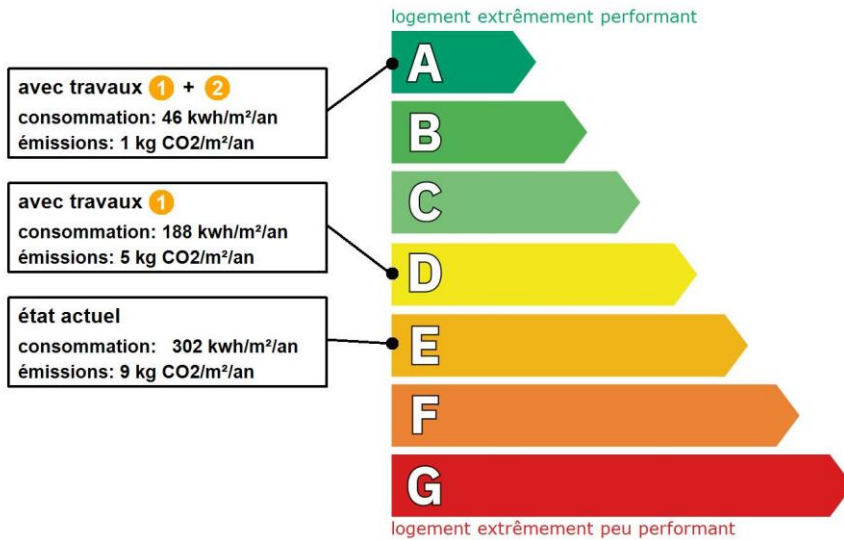 logement extrêmement performant
A
avec travaux 1 + 2
consommation: 46 kwh/m²/an
émissions: 1 kg CO2/m²/an
B
C
avec travaux 1
consommation: 188 kwh/m²/an
émissions: 5 kg CO2/m²/an
D
état actuel
consommation: 302 kwh/m²/an
émissions: 9 kg CO2/m²/an
E
F
G
logement extrêmement peu performant